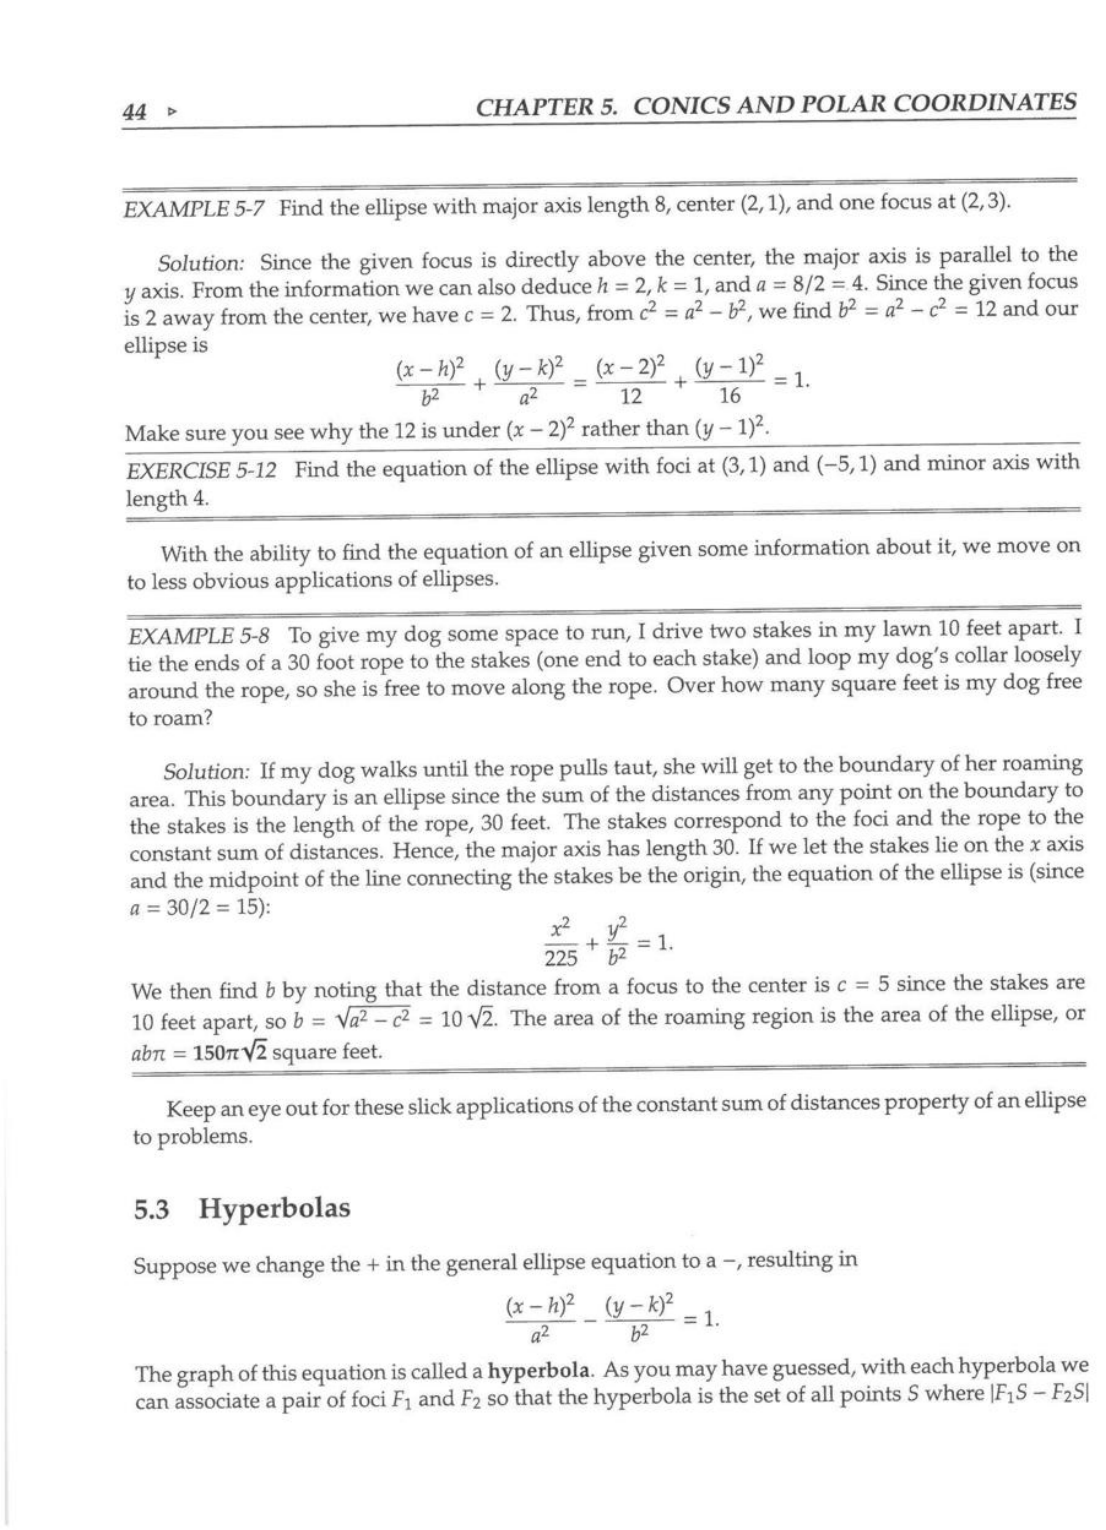 44 ▹ CHAPTER 5. CONICS AND POLAR COORDINATES
EXAMPLE 5-7 Find the ellipse with major axis length 8, center (2, 1), and one focus at (2, 3).
Solution: Since the given focus is directly above the center, the major axis is parallel to the
y axis. From the information we can also deduce h = 2, k = 1, and a = 8/2 = 4. Since the given focus
is 2 away from the center, we have c = 2. Thus, from c² = a² − b², we find b² = a² − c² = 12 and our
ellipse is
(x − h)²/b² + (y − k)²/a² = (x − 2)²/12 + (y − 1)²/16 = 1.
Make sure you see why the 12 is under (x − 2)² rather than (y − 1)².
EXERCISE 5-12 Find the equation of the ellipse with foci at (3, 1) and (−5, 1) and minor axis with
length 4.
With the ability to find the equation of an ellipse given some information about it, we move on
to less obvious applications of ellipses.
EXAMPLE 5-8 To give my dog some space to run, I drive two stakes in my lawn 10 feet apart. I
tie the ends of a 30 foot rope to the stakes (one end to each stake) and loop my dog's collar loosely
around the rope, so she is free to move along the rope. Over how many square feet is my dog free
to roam?
Solution: If my dog walks until the rope pulls taut, she will get to the boundary of her roaming
area. This boundary is an ellipse since the sum of the distances from any point on the boundary to
the stakes is the length of the rope, 30 feet. The stakes correspond to the foci and the rope to the
constant sum of distances. Hence, the major axis has length 30. If we let the stakes lie on the x axis
and the midpoint of the line connecting the stakes be the origin, the equation of the ellipse is (since
a = 30/2 = 15):
x²/225 + y²/b² = 1.
We then find b by noting that the distance from a focus to the center is c = 5 since the stakes are
10 feet apart, so b = √(a² − c²) = 10√2. The area of the roaming region is the area of the ellipse, or
abπ = 150π√2 square feet.
Keep an eye out for these slick applications of the constant sum of distances property of an ellipse
to problems.
5.3 Hyperbolas
Suppose we change the + in the general ellipse equation to a −, resulting in
(x − h)²/a² − (y − k)²/b² = 1.
The graph of this equation is called a hyperbola. As you may have guessed, with each hyperbola we
can associate a pair of foci F₁ and F₂ so that the hyperbola is the set of all points S where |F₁S − F₂S|